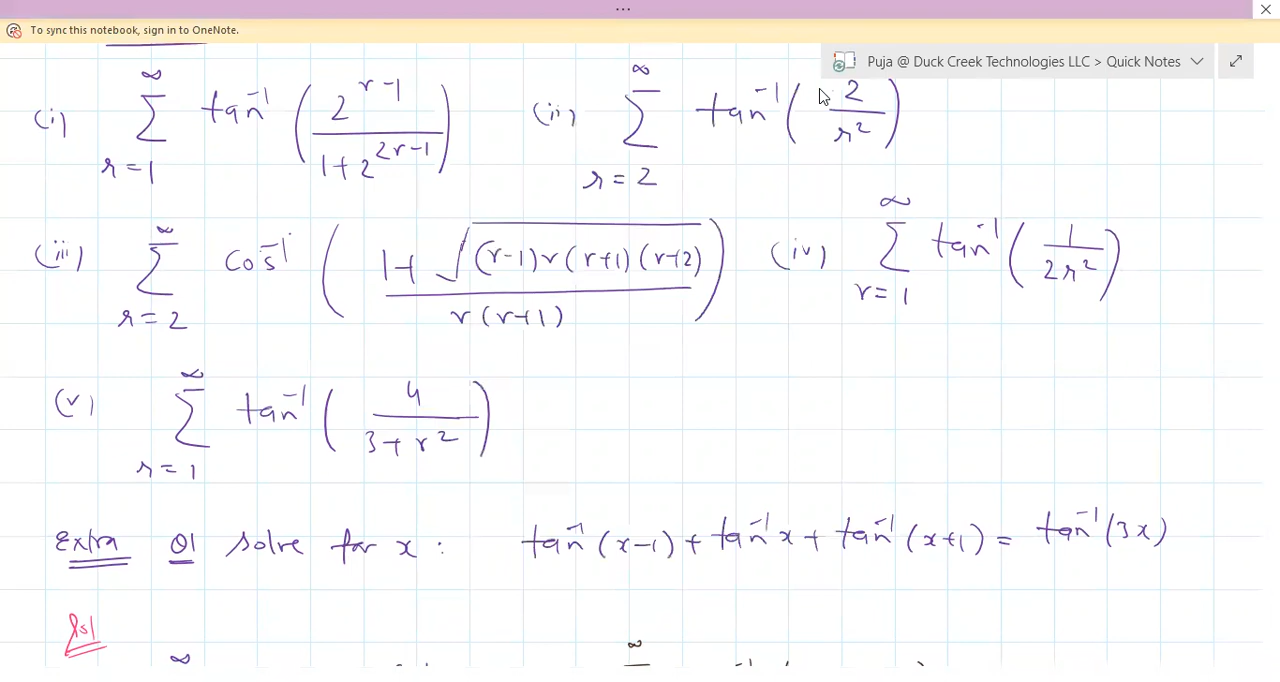 ...
To sync this notebook, sign in to OneNote.
Puja @ Duck Creek Technologies LLC > Quick Notes
(i) ∞ Σ r=1 tan⁻¹ (2^(r-1) / 1+2^(2r-1)) (ii) ∞ Σ r=2 tan⁻¹ (2 / r²)
(iii) ∞ Σ r=2 cos⁻¹ (1+√((r-1)r(r+1)(r+2)) / r(r+1)) (iv) ∞ Σ r=1 tan⁻¹ (1 / 2r²)
(v) ∞ Σ r=1 tan⁻¹ (4 / 3+r²)
Extra Q1 solve for x : tan⁻¹(x-1)+tan⁻¹x+tan⁻¹(x+1) = tan⁻¹(3x)
∞ ∞